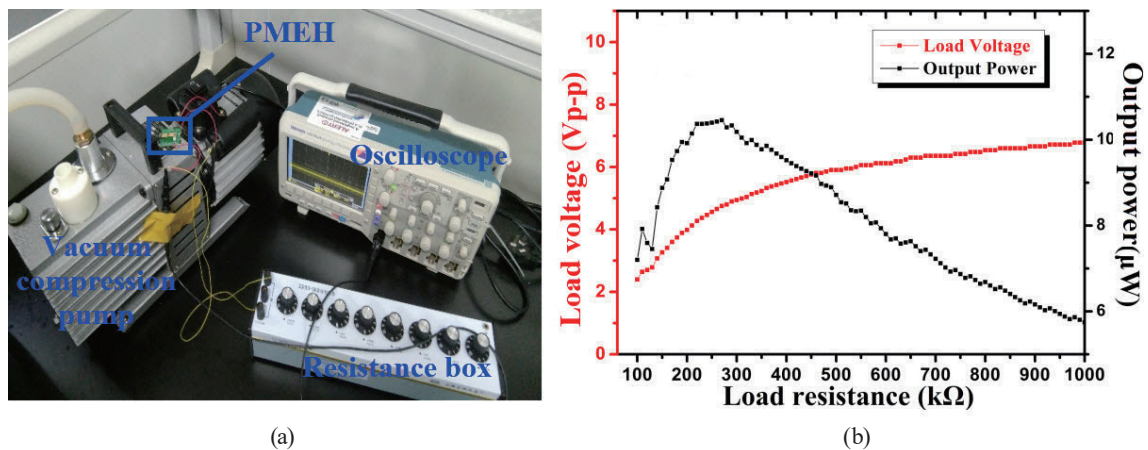 PMEH
Oscilloscope
Vacuum
compression
pump
Resistance box
(a)
Load voltage (Vp-p)
10
8
6
4
2
0
Load Voltage
Output Power
12
10
8
6
Output power(μW)
100 200 300 400 500 600 700 800 900 1000
Load resistance (kΩ)
(b)